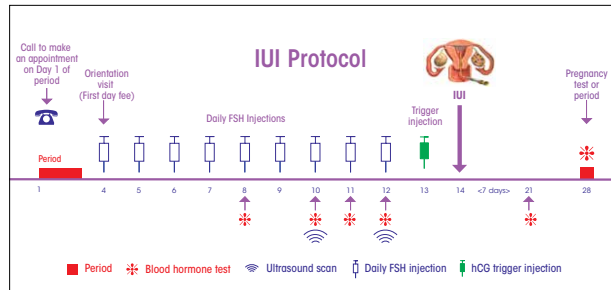 IUI Protocol
Call to make
an appointment
on Day 1 of
period
Orientation
visit
(First day fee)
Daily FSH Injections
Trigger
injection
IUI
Pregnancy
test or
period
Period
1
4
5
6
7
8
9
10
11
12
13
14
<7 days>
21
28
Period
Blood hormone test
Ultrasound scan
Daily FSH injection
hCG trigger injection